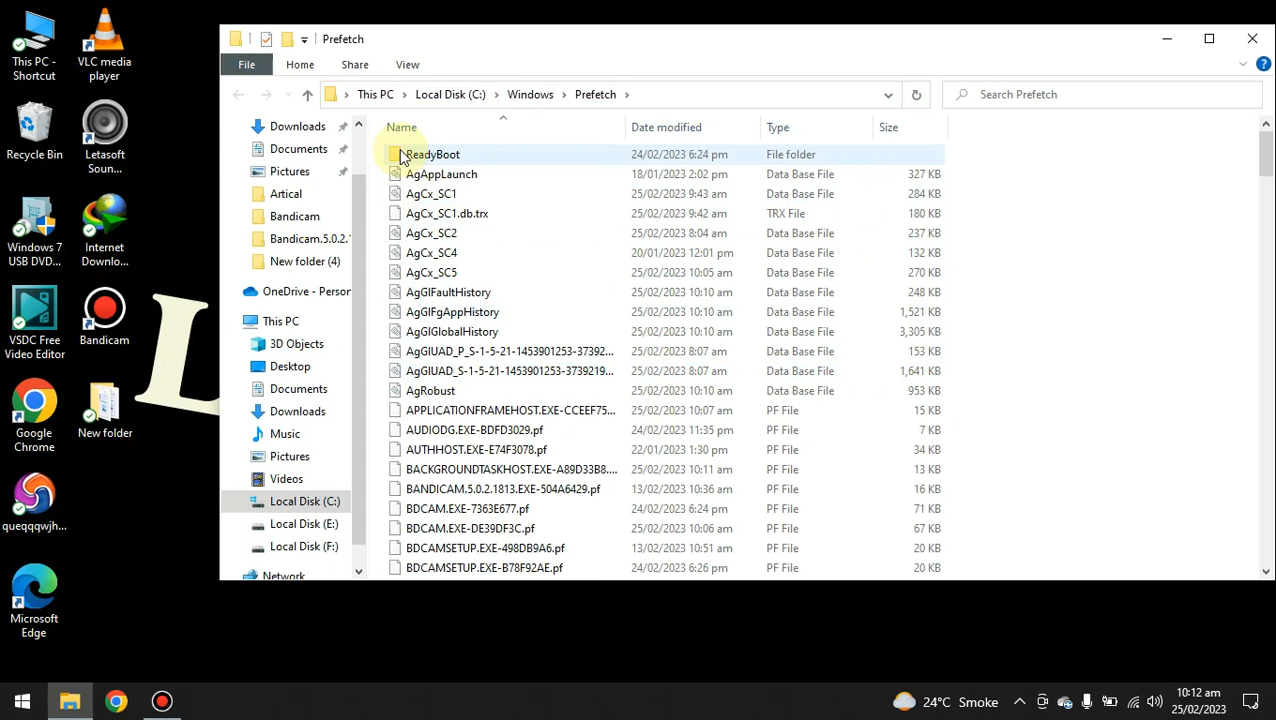 This PC -
Shortcut
VLC media
player
Recycle Bin
Letasoft
Soun...
Windows 7
USB DVD...
Internet
Downlo...
VSDC Free
Video Editor
Bandicam
Google
Chrome
New folder
queqqqwjh...
Microsoft
Edge
L
Prefetch
File
Home
Share
View
This PC
Local Disk (C:)
Windows
Prefetch
Search Prefetch
Downloads
Documents
Pictures
Artical
Bandicam
Bandicam.5.0.2.1
New folder (4)
OneDrive - Person
This PC
3D Objects
Desktop
Documents
Downloads
Music
Pictures
Videos
Local Disk (C:)
Local Disk (E:)
Local Disk (F:)
Network
Name Date modified Type Size
ReadyBoot 24/02/2023 6:24 pm File folder
AgAppLaunch 18/01/2023 2:02 pm Data Base File 327 KB
AgCx_SC1 25/02/2023 9:43 am Data Base File 284 KB
AgCx_SC1.db.trx 25/02/2023 9:42 am TRX File 180 KB
AgCx_SC2 25/02/2023 8:04 am Data Base File 237 KB
AgCx_SC4 20/01/2023 12:01 pm Data Base File 132 KB
AgCx_SC5 25/02/2023 10:05 am Data Base File 270 KB
AgGlFaultHistory 25/02/2023 10:10 am Data Base File 248 KB
AgGlFgAppHistory 25/02/2023 10:10 am Data Base File 1,521 KB
AgGlGlobalHistory 25/02/2023 10:10 am Data Base File 3,305 KB
AgGlUAD_P_S-1-5-21-1453901253-37392... 25/02/2023 8:07 am Data Base File 153 KB
AgGlUAD_S-1-5-21-1453901253-3739219... 25/02/2023 8:07 am Data Base File 1,641 KB
AgRobust 25/02/2023 10:10 am Data Base File 953 KB
APPLICATIONFRAMEHOST.EXE-CCEEF75... 25/02/2023 10:07 am PF File 15 KB
AUDIODG.EXE-BDFD3029.pf 24/02/2023 11:35 pm PF File 7 KB
AUTHHOST.EXE-E74F3078.pf 22/01/2023 1:30 pm PF File 34 KB
BACKGROUNDTASKHOST.EXE-A89D33B8.... 25/02/2023 10:11 am PF File 13 KB
BANDICAM.5.0.2.1813.EXE-504A6429.pf 13/02/2023 10:36 am PF File 16 KB
BDCAM.EXE-7363E677.pf 24/02/2023 6:24 pm PF File 71 KB
BDCAM.EXE-DE39DF3C.pf 25/02/2023 10:06 am PF File 67 KB
BDCAMSETUP.EXE-498DB9A6.pf 13/02/2023 10:51 am PF File 20 KB
BDCAMSETUP.EXE-B78F92AE.pf 24/02/2023 6:26 pm PF File 20 KB
24°C Smoke
10:12 am
25/02/2023